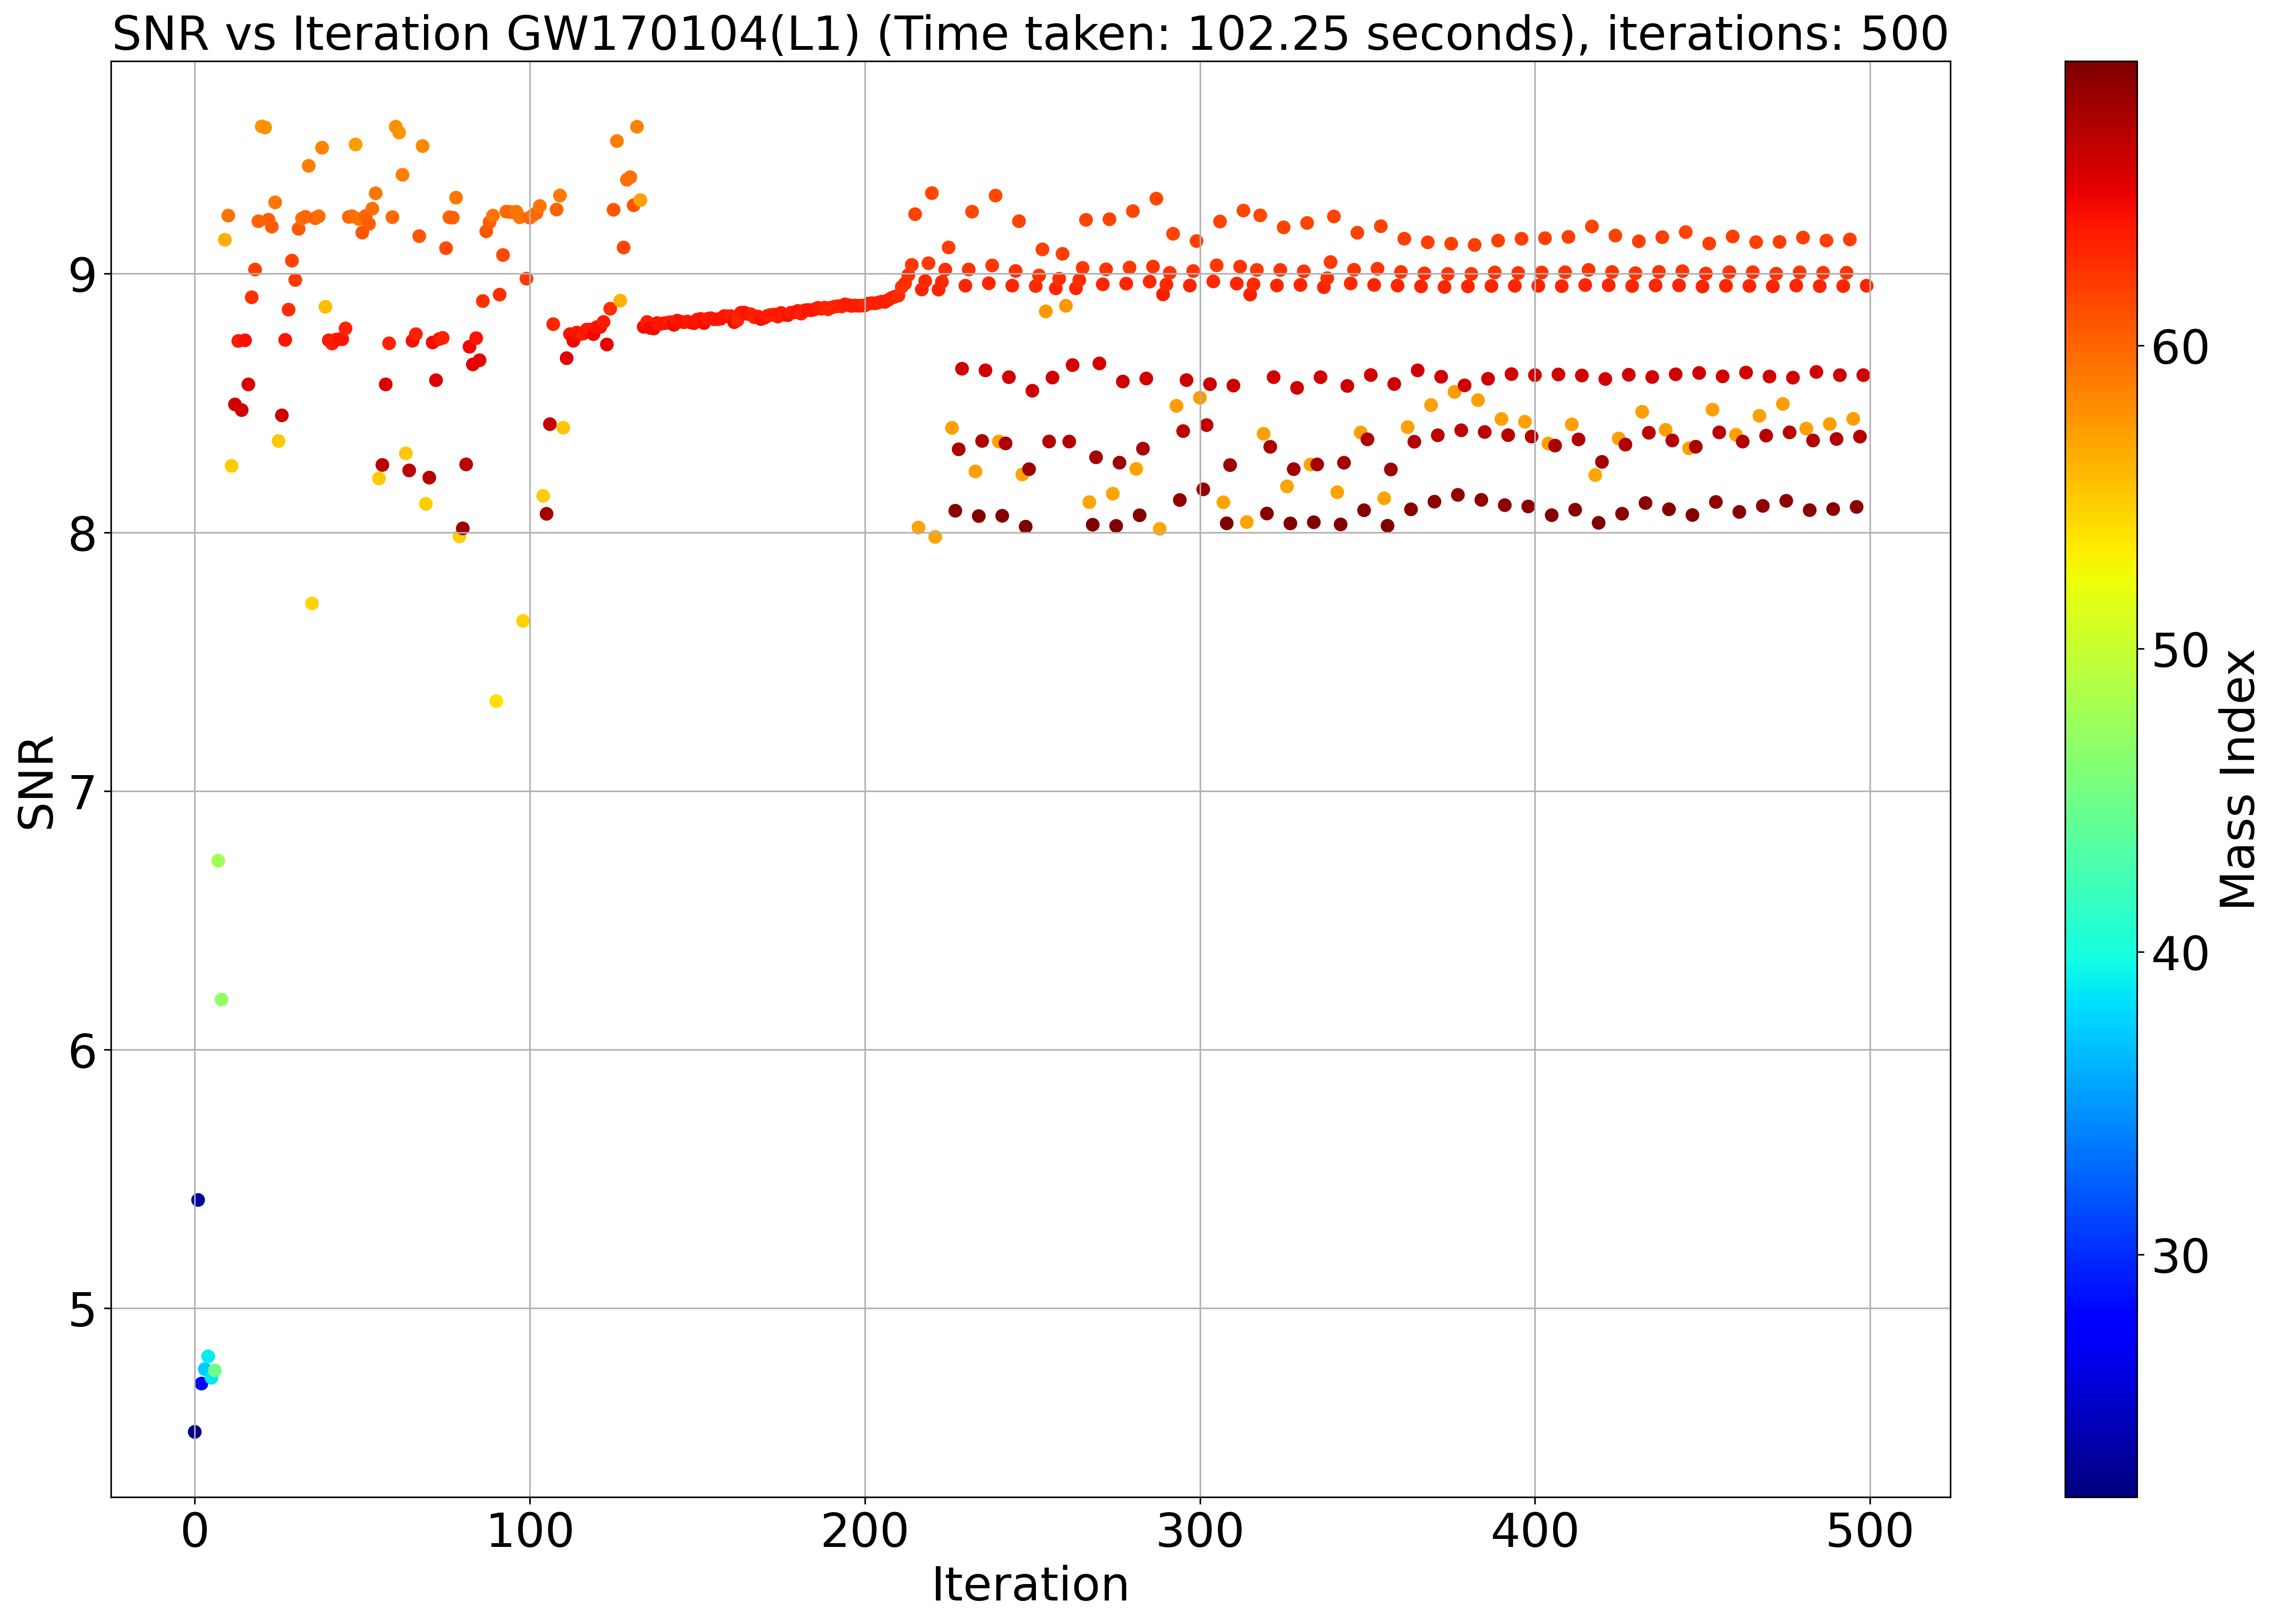 SNR vs Iteration GW170104(L1) (Time taken: 102.25 seconds), iterations: 500
9
8
7
6
5
SNR
0 100 200 300 400 500
Iteration
60
50
40
30
Mass Index